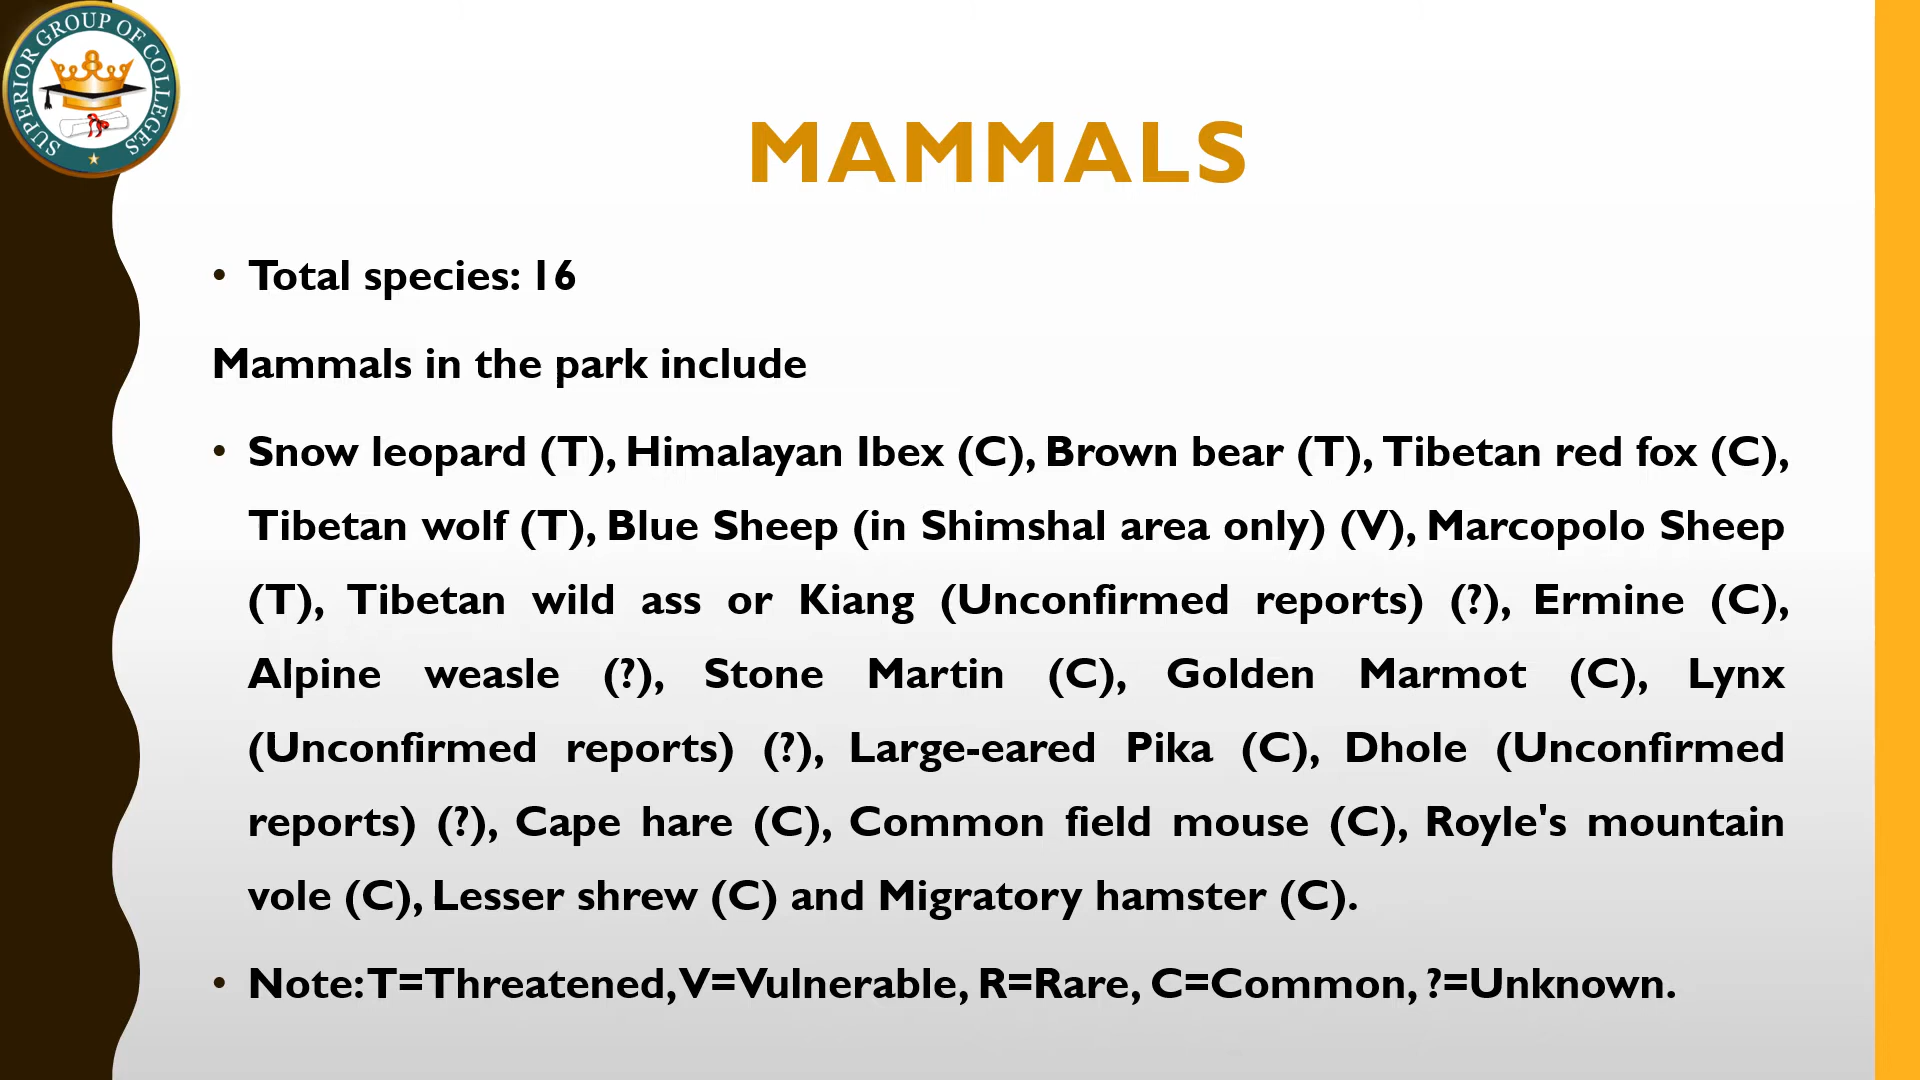 SUPERIOR GROUP OF COLLEGES
MAMMALS
• Total species: 16
Mammals in the park include
• Snow leopard (T), Himalayan Ibex (C), Brown bear (T), Tibetan red fox (C),
Tibetan wolf (T), Blue Sheep (in Shimshal area only) (V), Marcopolo Sheep
(T), Tibetan wild ass or Kiang (Unconfirmed reports) (?), Ermine (C),
Alpine weasle (?), Stone Martin (C), Golden Marmot (C), Lynx
(Unconfirmed reports) (?), Large-eared Pika (C), Dhole (Unconfirmed
reports) (?), Cape hare (C), Common field mouse (C), Royle's mountain
vole (C), Lesser shrew (C) and Migratory hamster (C).
• Note: T=Threatened, V=Vulnerable, R=Rare, C=Common, ?=Unknown.